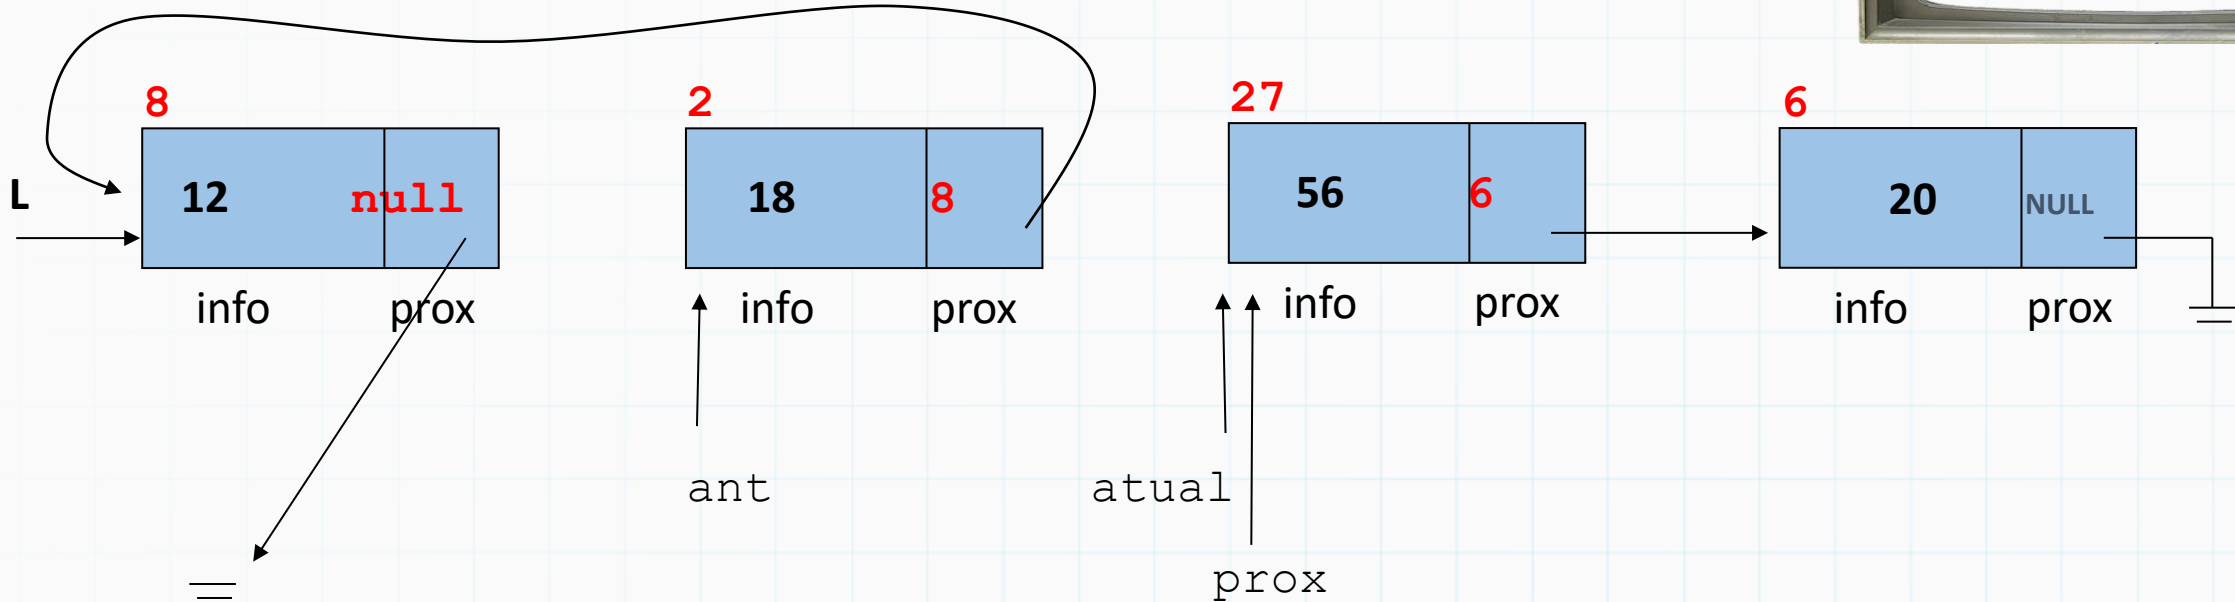 8 2 27 6
L 12 null 18 8 56 6 20 NULL
info prox info prox info prox info prox
ant atual
prox